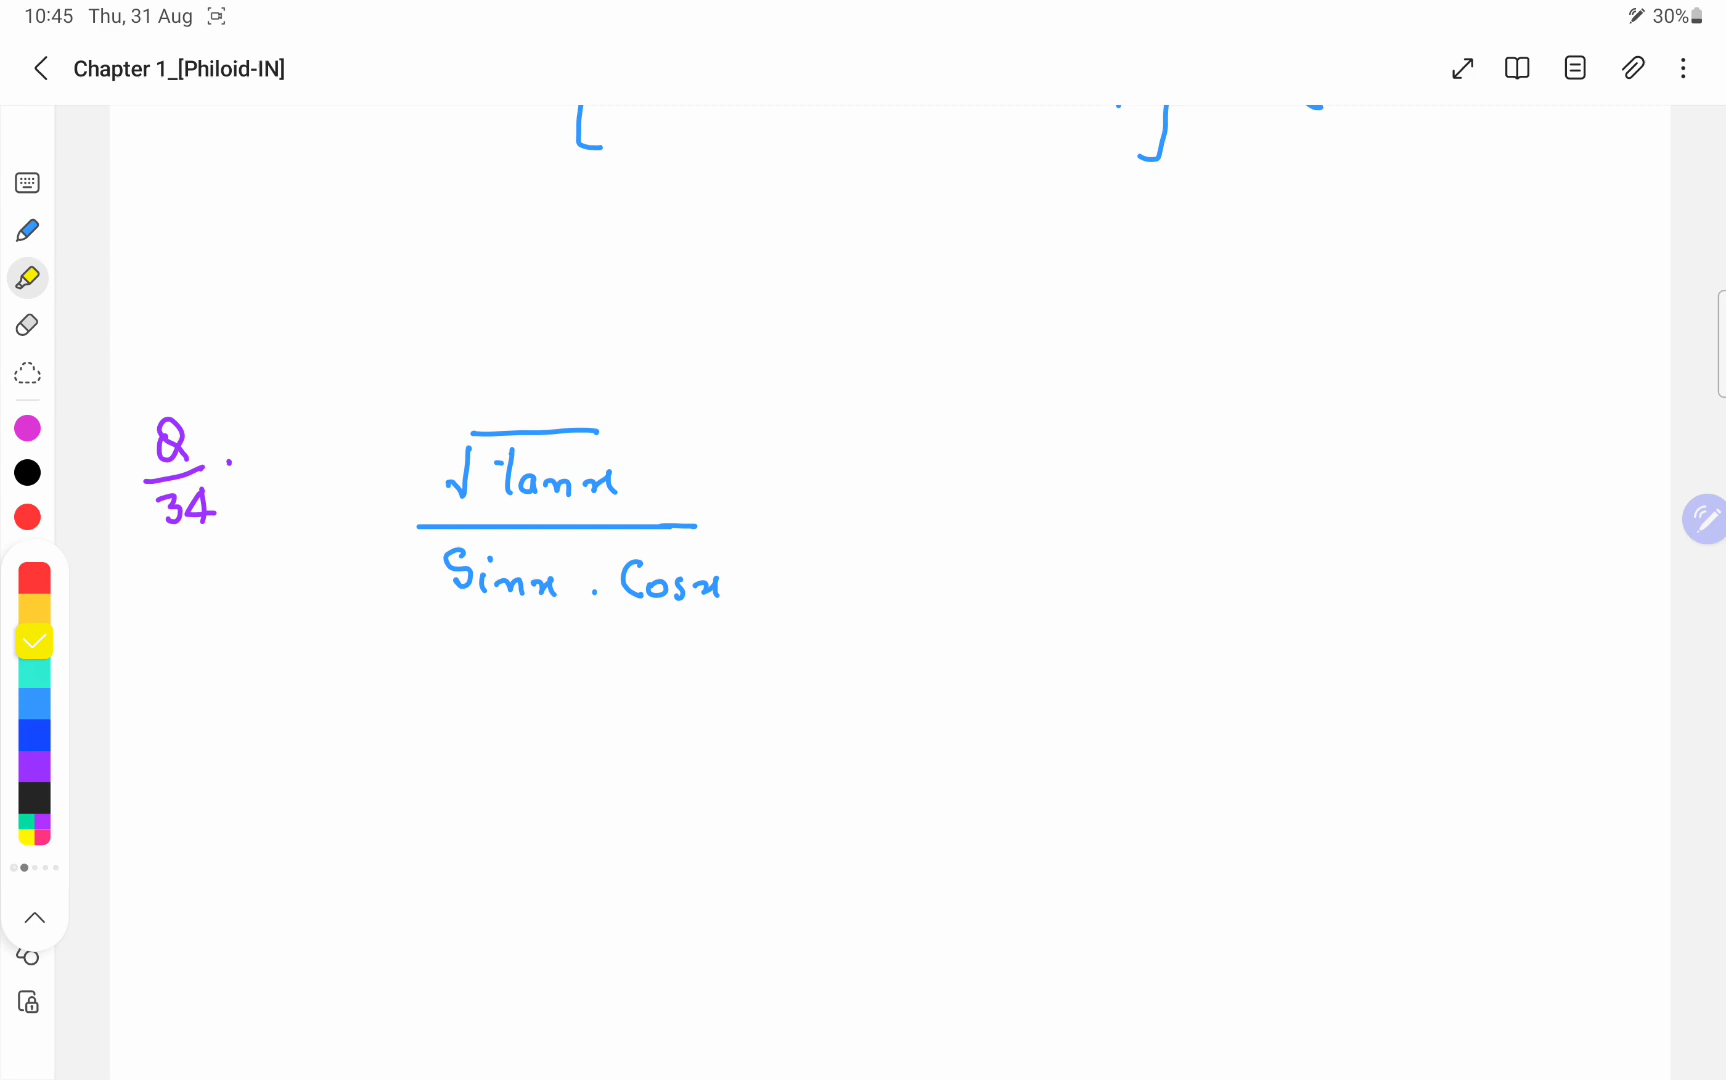 10:45 Thu, 31 Aug 30%
Chapter 1_[Philoid-IN]
[ ]
Q/34. √tanx
Sinx . Cosx